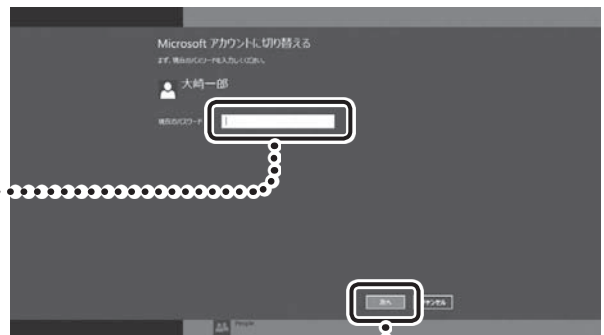 Microsoft アカウントに切り替える
まず、現在のパスワードを入力してください。
大崎一郎
現在のパスワード
次へ
キャンセル
People